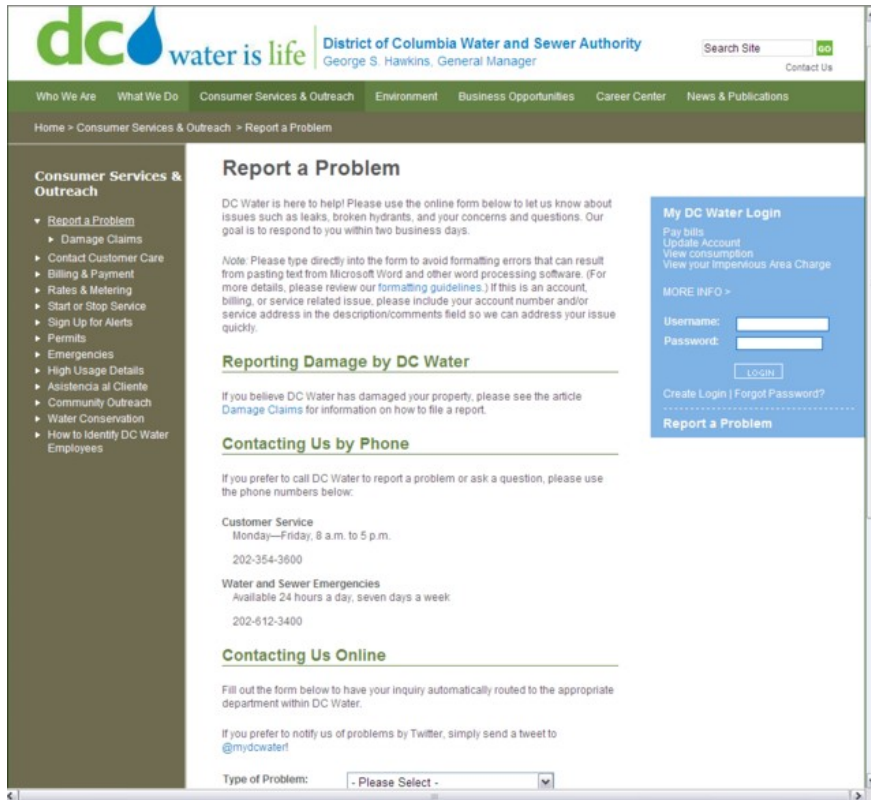 dc water is life
District of Columbia Water and Sewer Authority
George S. Hawkins, General Manager
Search Site GO
Contact Us
Who We Are What We Do Consumer Services & Outreach Environment Business Opportunities Career Center News & Publications
Home > Consumer Services & Outreach > Report a Problem
Consumer Services &
Outreach
Report a Problem
Damage Claims
Contact Customer Care
Billing & Payment
Rates & Metering
Start or Stop Service
Sign Up for Alerts
Permits
Emergencies
High Usage Details
Asistencia al Cliente
Community Outreach
Water Conservation
How to Identify DC Water
Employees
Report a Problem
DC Water is here to help! Please use the online form below to let us know about
issues such as leaks, broken hydrants, and your concerns and questions. Our
goal is to respond to you within two business days.
Note: Please type directly into the form to avoid formatting errors that can result
from pasting text from Microsoft Word and other word processing software. (For
more details, please review our formatting guidelines.) If this is an account,
billing, or service related issue, please include your account number and/or
service address in the description/comments field so we can address your issue
quickly.
Reporting Damage by DC Water
If you believe DC Water has damaged your property, please see the article
Damage Claims for information on how to file a report.
Contacting Us by Phone
If you prefer to call DC Water to report a problem or ask a question, please use
the phone numbers below:
Customer Service
Monday—Friday, 8 a.m. to 5 p.m.
202-354-3600
Water and Sewer Emergencies
Available 24 hours a day, seven days a week
202-612-3400
Contacting Us Online
Fill out the form below to have your inquiry automatically routed to the appropriate
department within DC Water.
If you prefer to notify us of problems by Twitter, simply send a tweet to
@mydcwater!
Type of Problem: - Please Select -
My DC Water Login
Pay bills
Update Account
View consumption
View your Impervious Area Charge
MORE INFO >
Username:
Password:
LOGIN
Create Login | Forgot Password?
Report a Problem